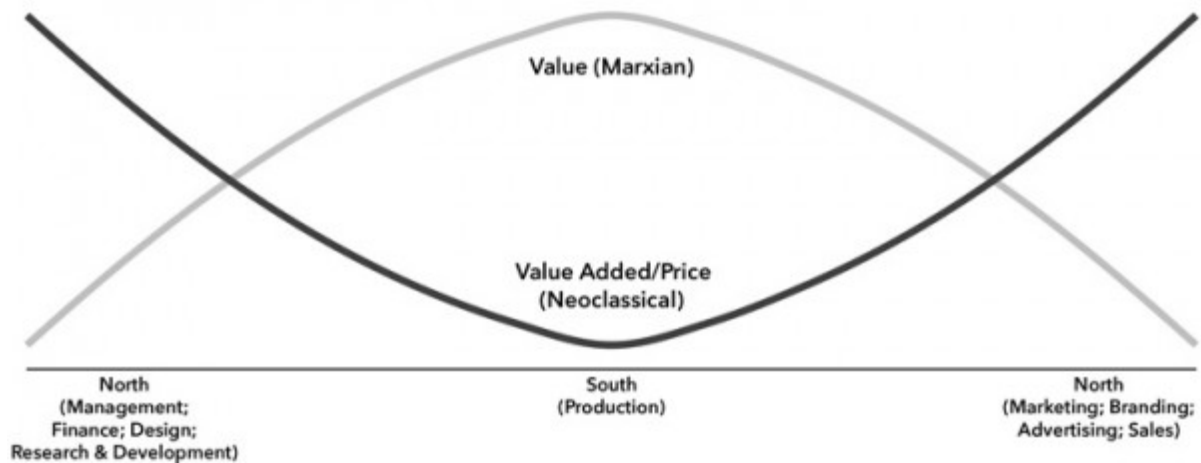 Value (Marxian)
Value Added/Price
(Neoclassical)
North
(Management;
Finance; Design;
Research & Development)
South
(Production)
North
(Marketing; Branding;
Advertising; Sales)